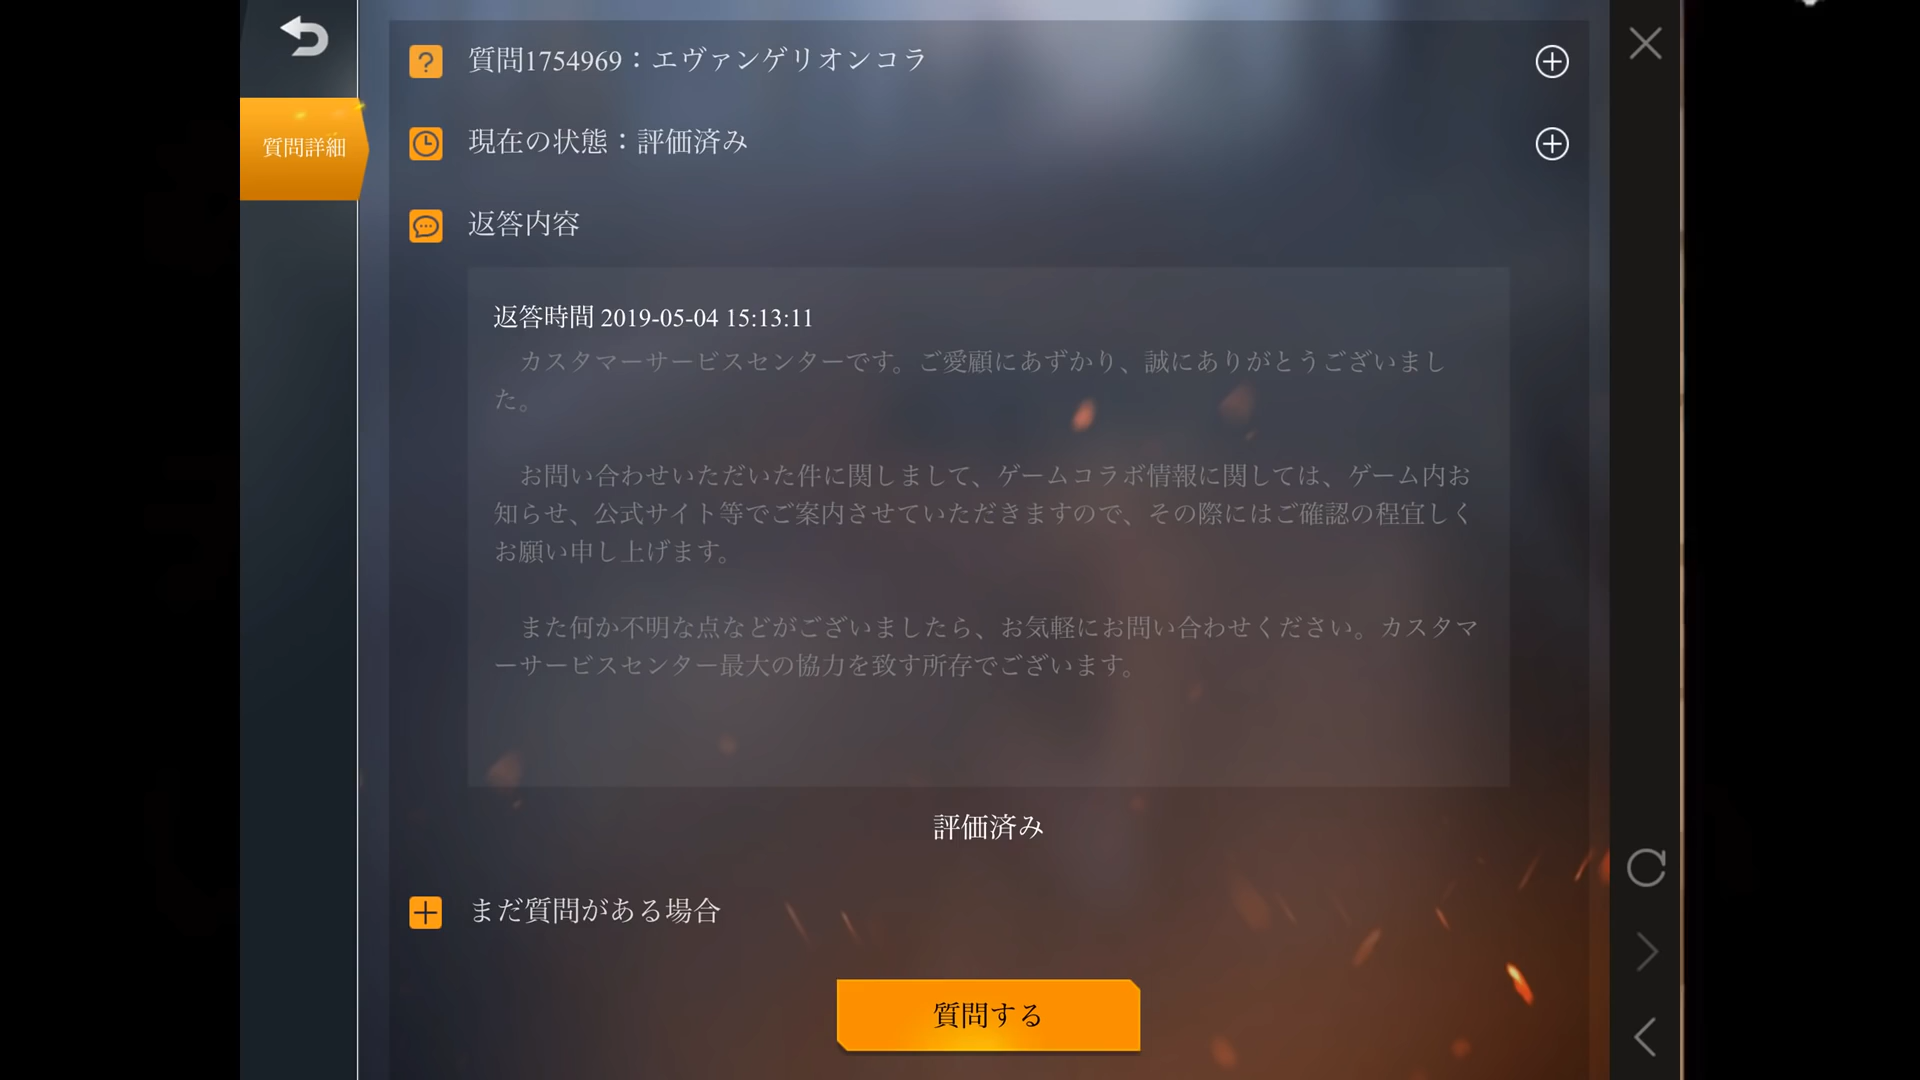 質問詳細
質問1754969：エヴァンゲリオンコラ
現在の状態：評価済み
返答内容
返答時間 2019-05-04 15:13:11
カスタマーサービスセンターです。ご愛顧にあずかり、誠にありがとうございまし
た。
お問い合わせいただいた件に関しまして、ゲームコラボ情報に関しては、ゲーム内お
知らせ、公式サイト等でご案内させていただきますので、その際にはご確認の程宜しく
お願い申し上げます。
また何か不明な点などがございましたら、お気軽にお問い合わせください。カスタマ
ーサービスセンター最大の協力を致す所存でございます。
評価済み
まだ質問がある場合
質問する